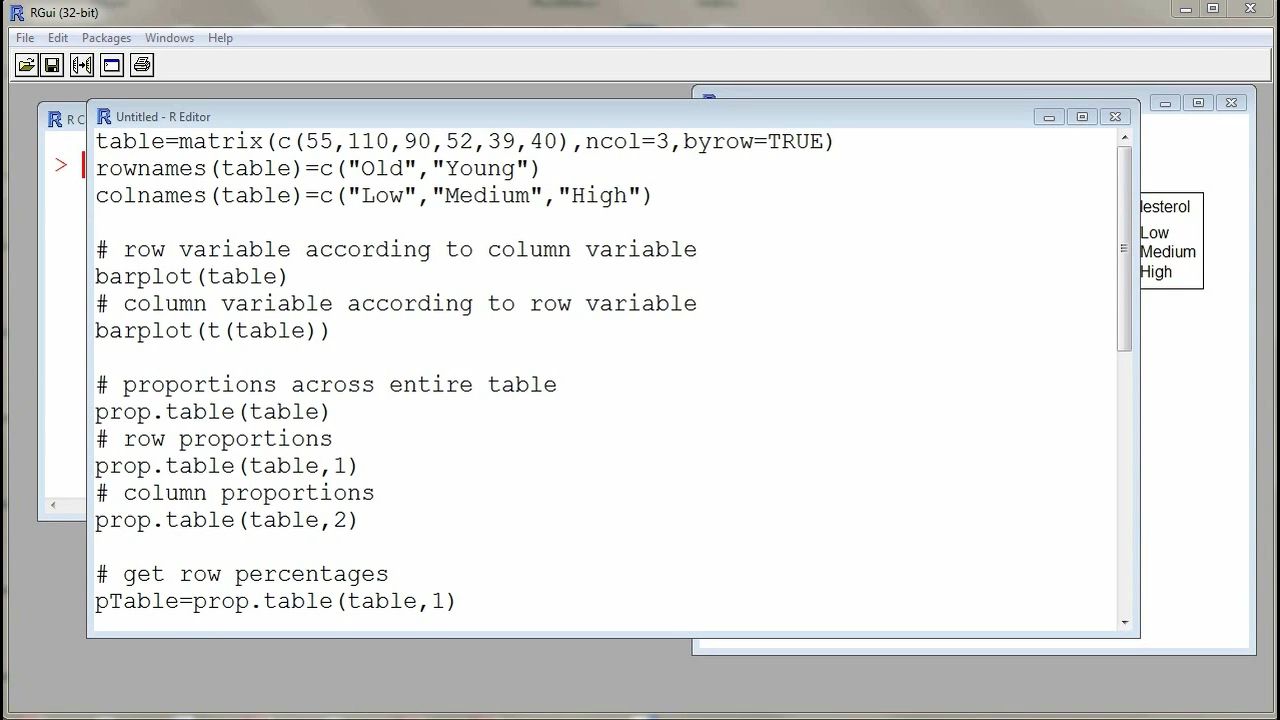 RGui (32-bit)
File Edit Packages Windows Help
R C
>
Untitled - R Editor
table=matrix(c(55,110,90,52,39,40),ncol=3,byrow=TRUE)
rownames(table)=c("Old","Young")
colnames(table)=c("Low","Medium","High")
# row variable according to column variable
barplot(table)
# column variable according to row variable
barplot(t(table))
# proportions across entire table
prop.table(table)
# row proportions
prop.table(table,1)
# column proportions
prop.table(table,2)
# get row percentages
pTable=prop.table(table,1)
lesterol
Low
Medium
High